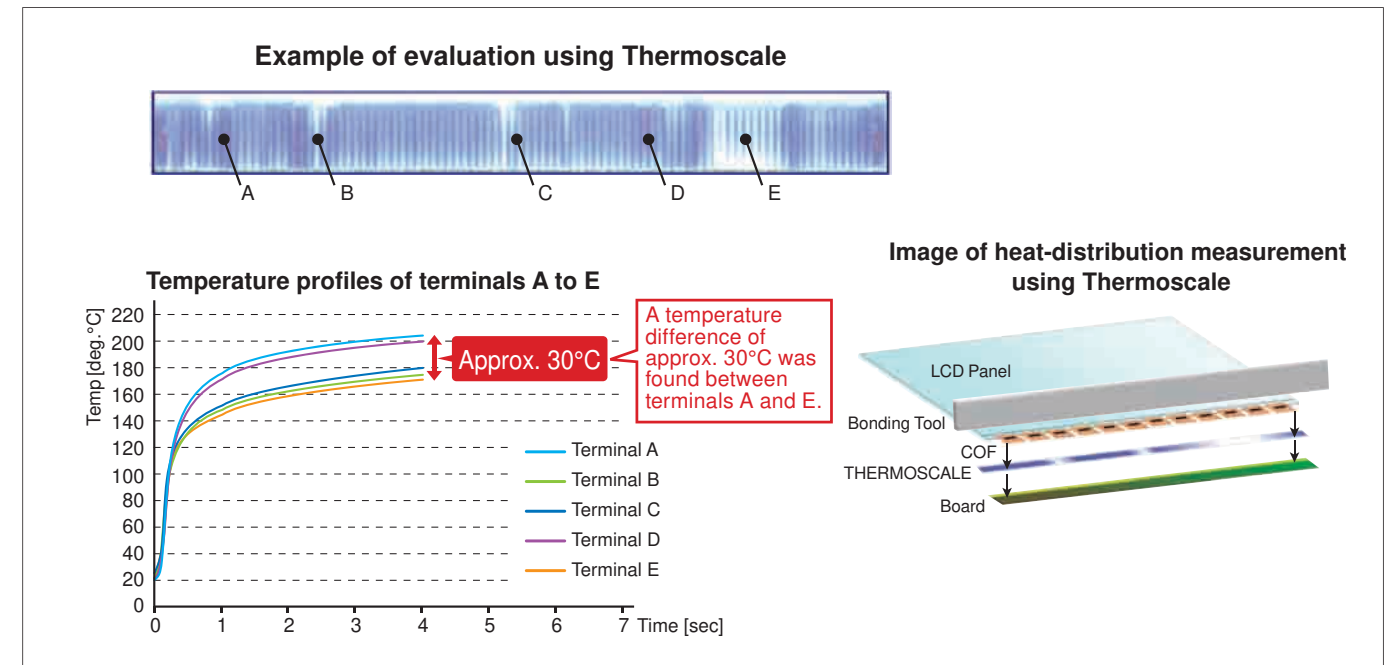 Example of evaluation using Thermoscale
A
B
C
D
E
Temperature profiles of terminals A to E
Temp [deg.°C]
220
200
180
160
140
120
100
80
60
40
20
0
0 1 2 3 4 5 6 7 Time [sec]
Approx. 30°C
A temperature
difference of
approx. 30°C was
found between
terminals A and E.
Terminal A
Terminal B
Terminal C
Terminal D
Terminal E
Image of heat-distribution measurement
using Thermoscale
LCD Panel
Bonding Tool
COF
THERMOSCALE
Board